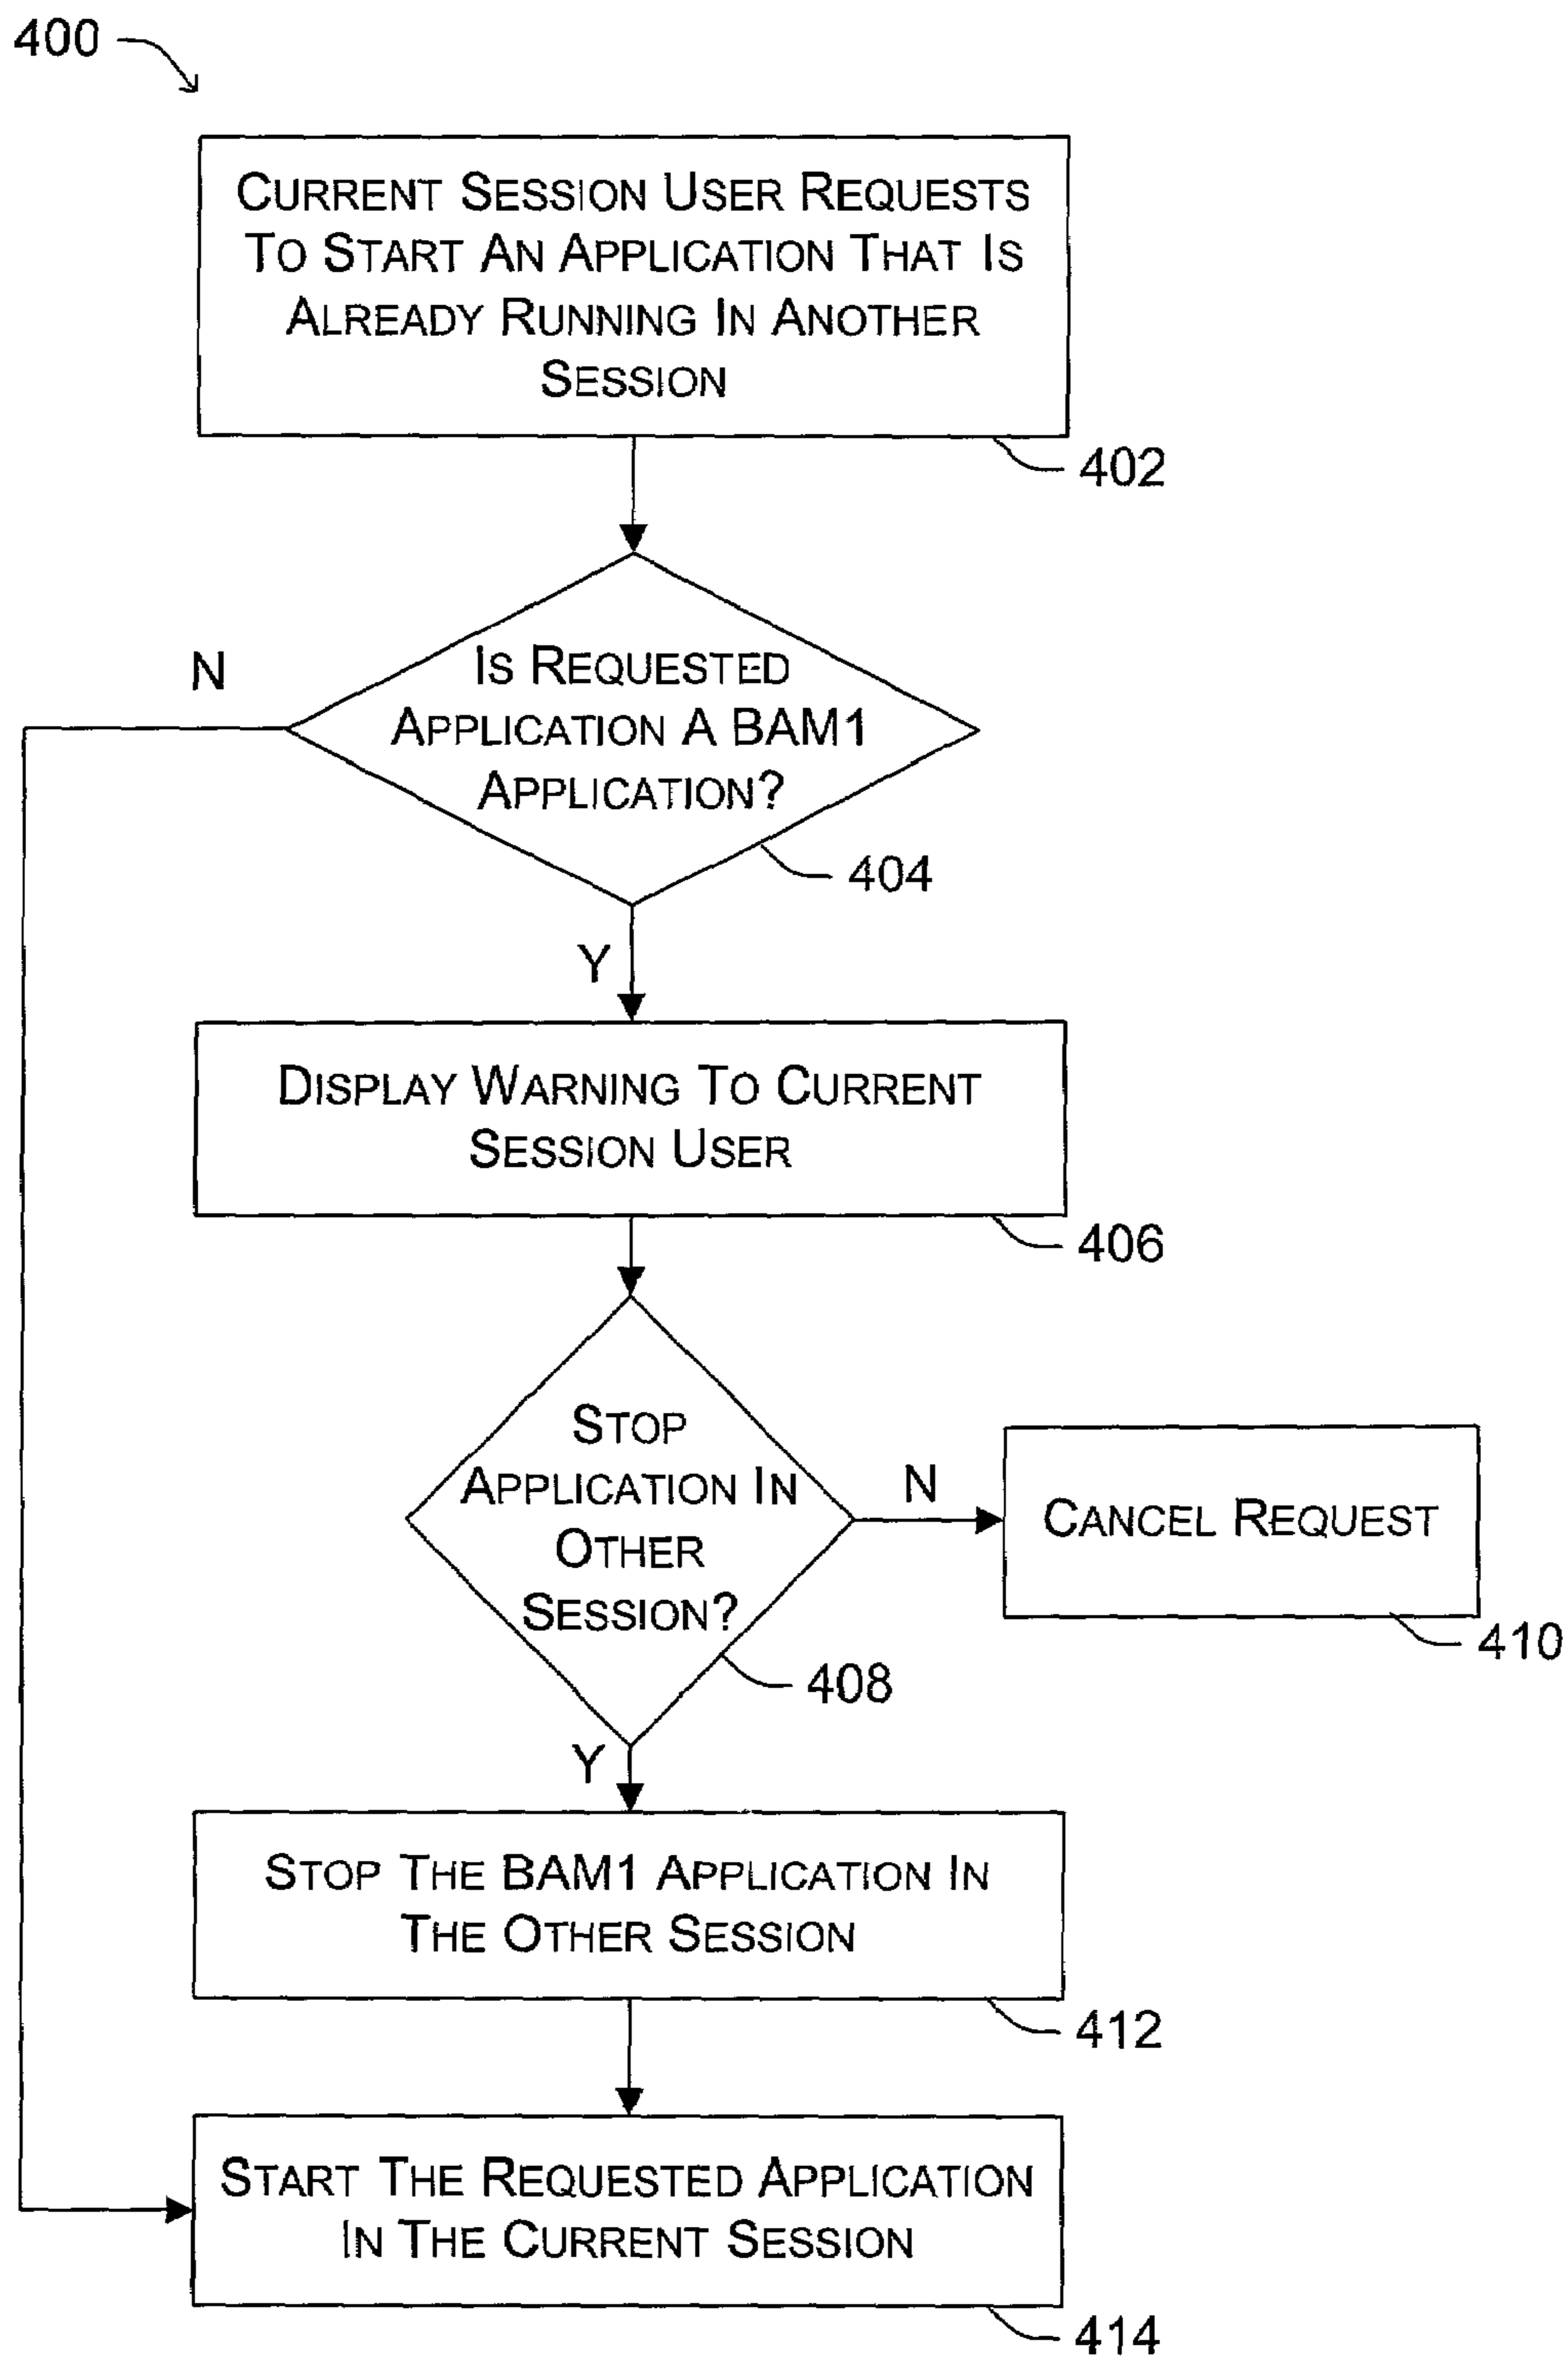 400
CURRENT SESSION USER REQUESTS
TO START AN APPLICATION THAT IS
ALREADY RUNNING IN ANOTHER
SESSION
402
IS REQUESTED
APPLICATION A BAM1
APPLICATION?
N
404
Y
DISPLAY WARNING TO CURRENT
SESSION USER
406
STOP
APPLICATION IN
OTHER
SESSION?
N
CANCEL REQUEST
410
408
Y
STOP THE BAM1 APPLICATION IN
THE OTHER SESSION
412
START THE REQUESTED APPLICATION
IN THE CURRENT SESSION
414